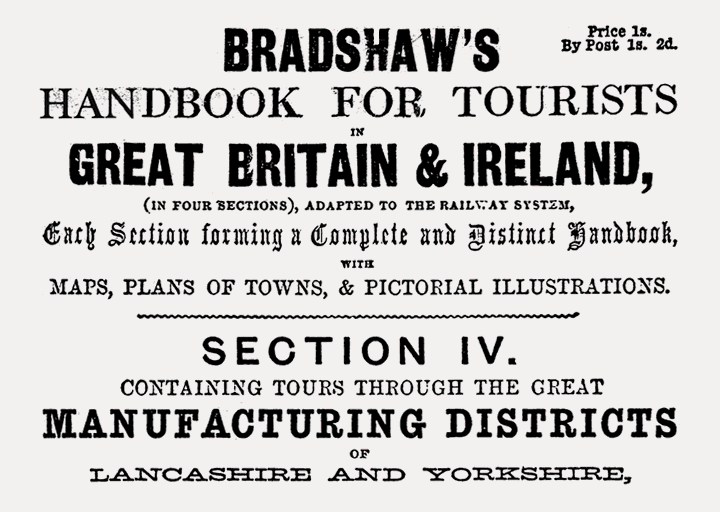 Price 1s.
By Post 1s. 2d.
BRADSHAW'S
HANDBOOK FOR TOURISTS
IN
GREAT BRITAIN & IRELAND,
(IN FOUR SECTIONS), ADAPTED TO THE RAILWAY SYSTEM,
Each Section forming a Complete and Distinct Handbook,
WITH
MAPS, PLANS OF TOWNS, & PICTORIAL ILLUSTRATIONS.
SECTION IV.
CONTAINING TOURS THROUGH THE GREAT
MANUFACTURING DISTRICTS
OF
LANCASHIRE AND YORKSHIRE,